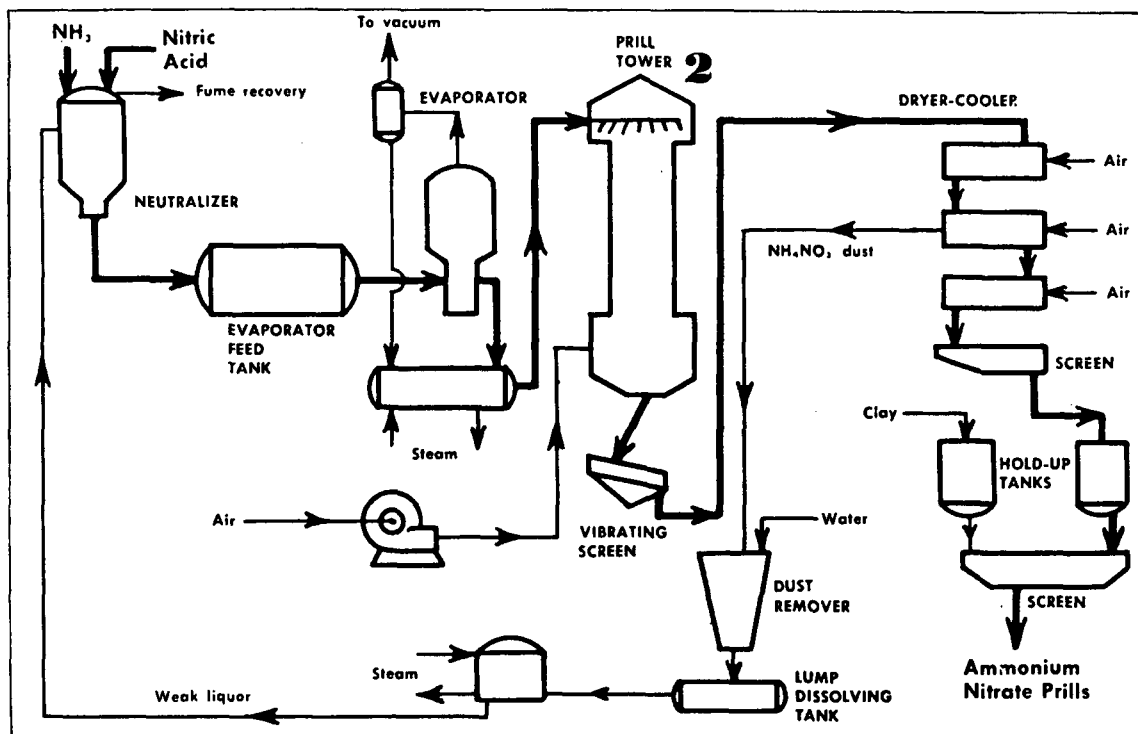 NH₃
Nitric
Acid
Fume recovery
NEUTRALIZER
To vacuum
EVAPORATOR
EVAPORATOR
FEED
TANK
Steam
PRILL
TOWER 2
Air
VIBRATING
SCREEN
DRYER-COOLER
Air
Air
NH₄NO₃ dust
Air
SCREEN
Clay
HOLD-UP
TANKS
SCREEN
Water
DUST
REMOVER
LUMP
DISSOLVING
TANK
Steam
Weak liquor
Ammonium
Nitrate Prills